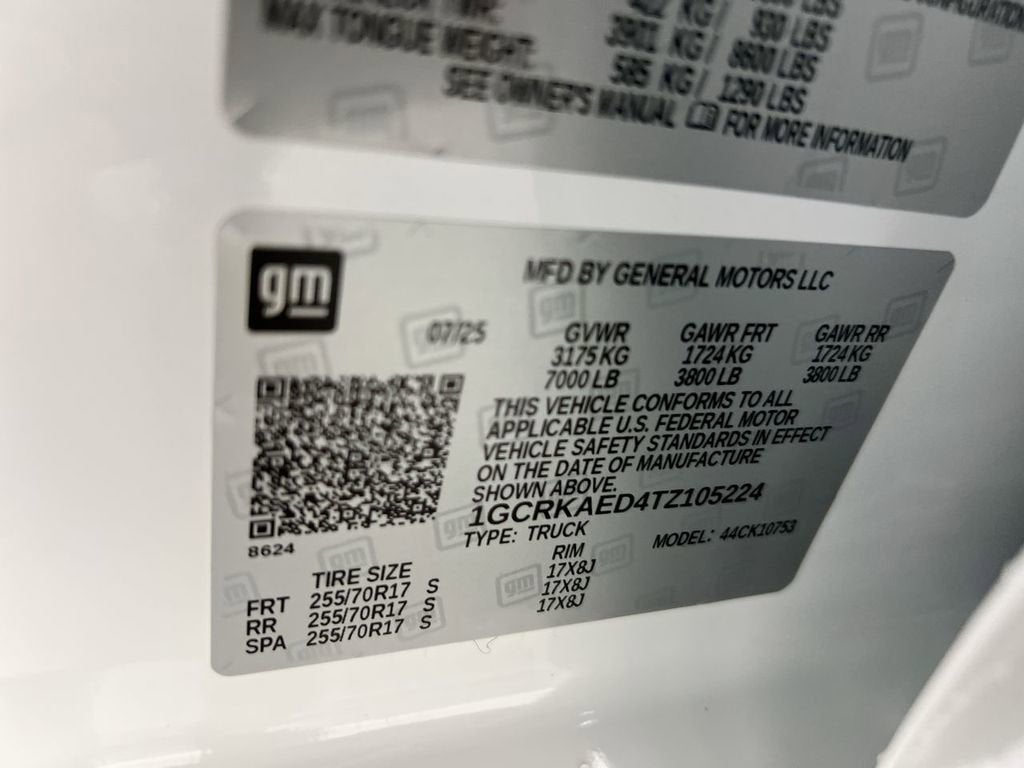 MAX TONGUE WEIGHT:
930 LBS
3901 KG / 8600 LBS
585 KG / 1290 LBS
SEE OWNER'S MANUAL FOR MORE INFORMATION
gm
MFD BY GENERAL MOTORS LLC
07/25 GVWR GAWR FRT GAWR RR
3175 KG 1724 KG 1724 KG
7000 LB 3800 LB 3800 LB
THIS VEHICLE CONFORMS TO ALL
APPLICABLE U.S. FEDERAL MOTOR
VEHICLE SAFETY STANDARDS IN EFFECT
ON THE DATE OF MANUFACTURE
SHOWN ABOVE.
1GCRKAED4TZ105224
TYPE: TRUCK MODEL: 44CK10753
8624
TIRE SIZE RIM
FRT 255/70R17 S 17X8J
RR 255/70R17 S 17X8J
SPA 255/70R17 S 17X8J